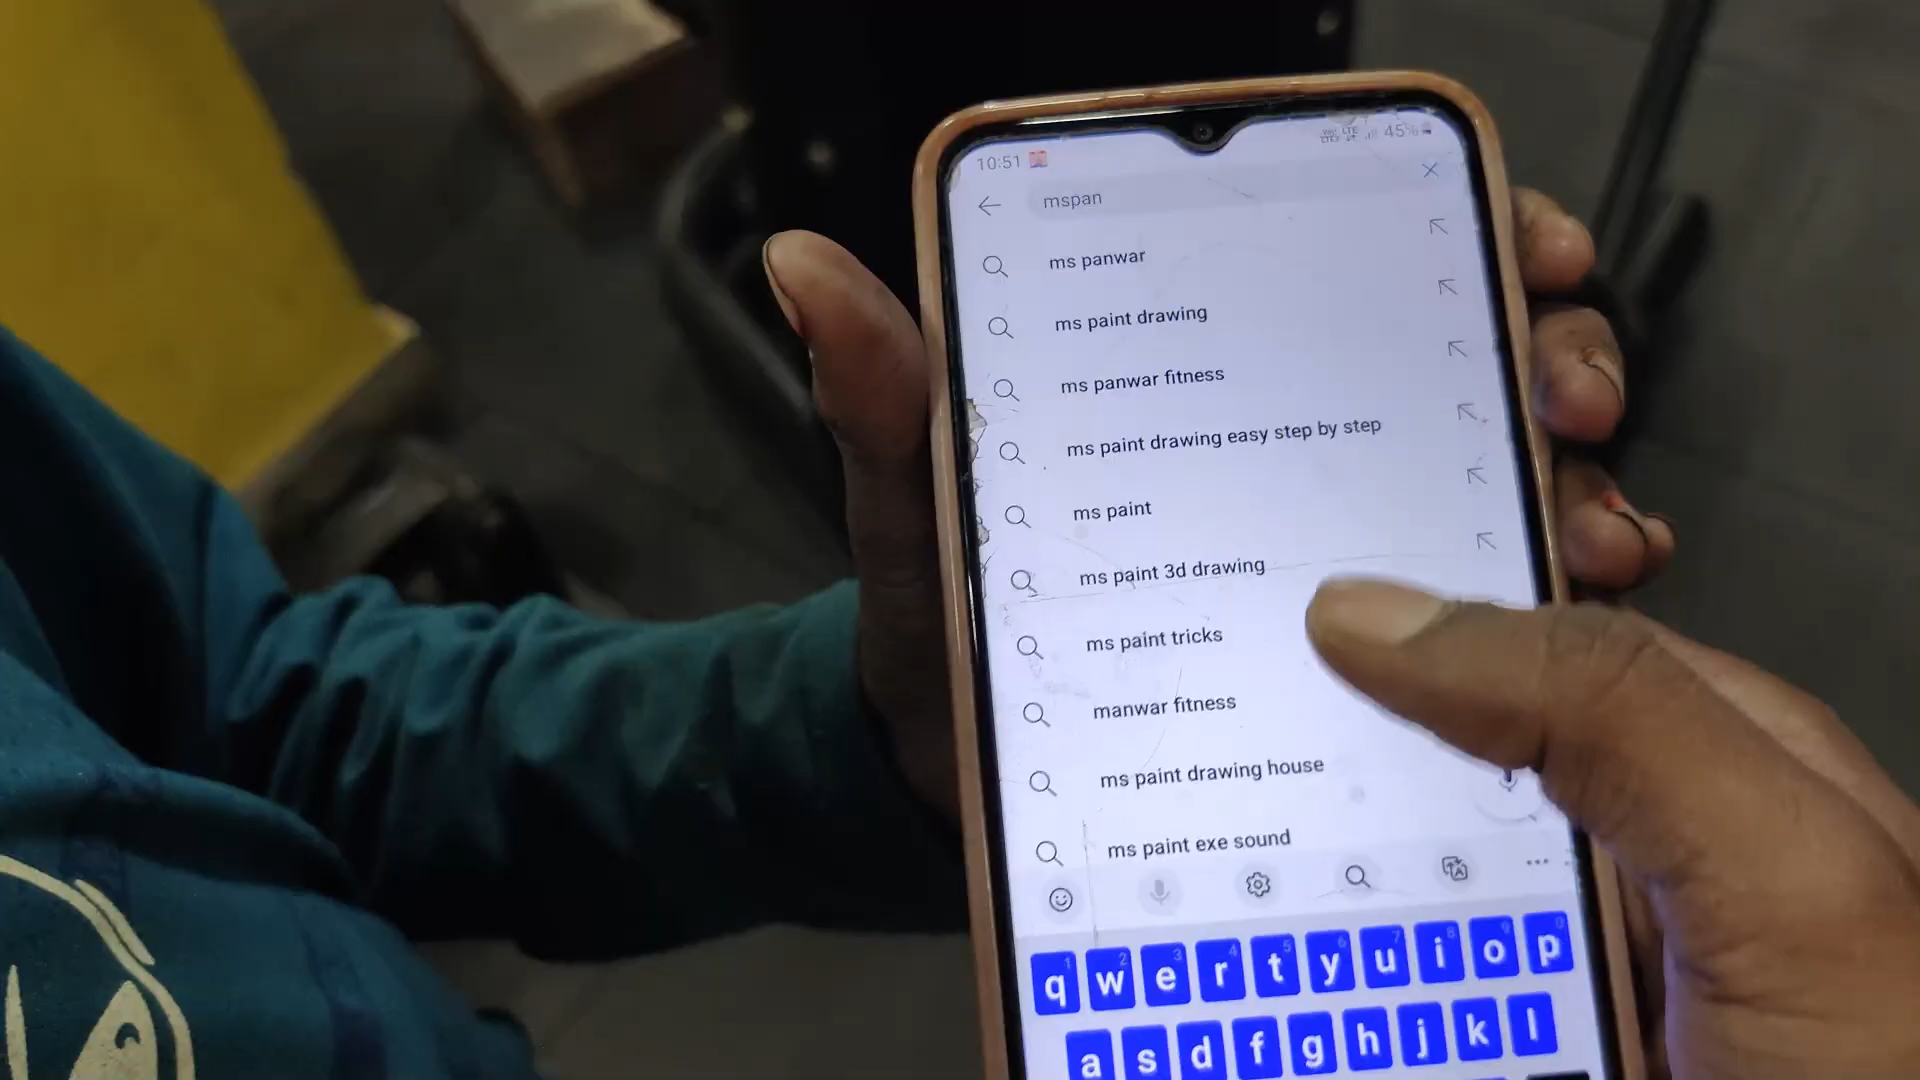 10:51 45%
mspan
ms panwar
ms paint drawing
ms panwar fitness
ms paint drawing easy step by step
ms paint
ms paint 3d drawing
ms paint tricks
manwar fitness
ms paint drawing house
ms paint exe sound
q w e r t y u i o p
a s d f g h j k l